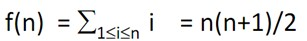 f(n) = ∑₁≤i≤n i = n(n+1)/2